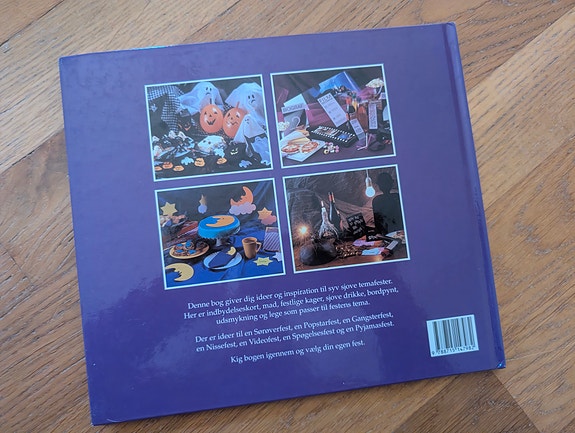 Denne bog giver dig ideer og inspiration til syv sjove temafester.
Her er indbydelseskort, mad, festlige kager, sjove drikke, bordpynt,
udsmykning og lege som passer til festens tema.
Der er ideer til en Sørøverfest, en Popstarfest, en Gangsterfest,
en Nissefest, en Videofest, en Spøgelsesfest og en Pyjamasfest.
Kig bogen igennem og vælg din egen fest.